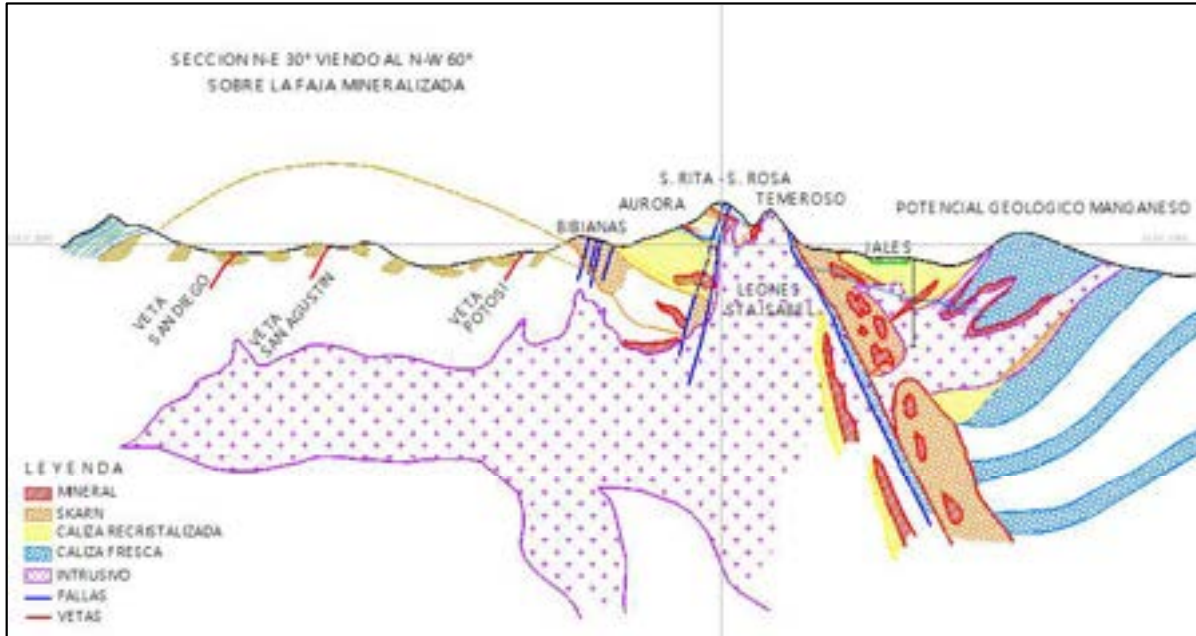 SECCION N-E 30° VIENDO AL N-W 60°
SOBRE LA FAJA MINERALIZADA
S. RITA - S. ROSA
AURORA
TEMEROSO
BIBIANAS
POTENCIAL GEOLOGICO MANGANESO
JALES
LEONES
VETA
SAN DIEGO
VETA
SAN AGUSTIN
VETA
POTOSI
LEYENDA
MINERAL
SKARN
CALIZA RECRISTALIZADA
CALIZA FRESCA
INTRUSIVO
FALLAS
VETAS